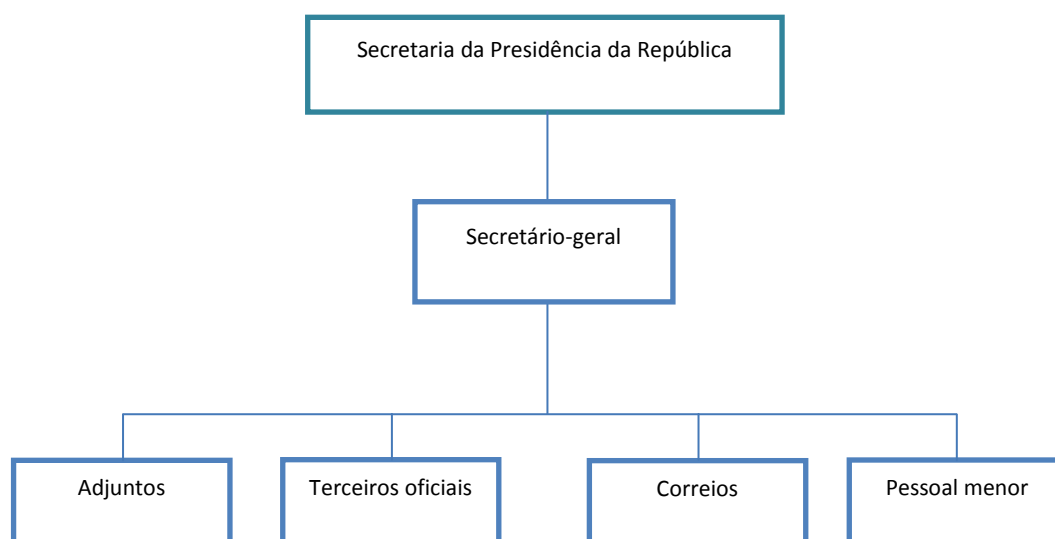 Secretaria da Presidência da República
Secretário-geral
Adjuntos
Terceiros oficiais
Correios
Pessoal menor